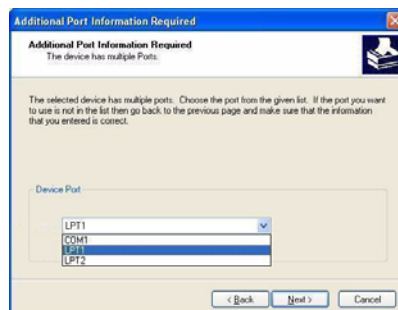 Additional Port Information Required
Additional Port Information Required
The device has multiple Ports.
The selected device has multiple ports. Choose the port from the given list. If the port you want
to use is not in the list then go back to the previous page and make sure that the information
that you entered is correct.
Device Port
LPT1
COM1
LPT1
LPT2
< Back
Next >
Cancel